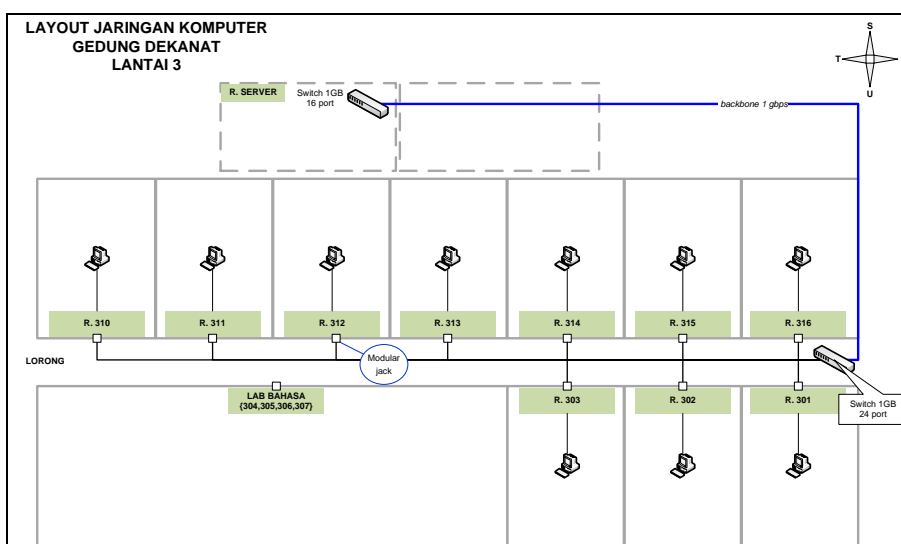 LAYOUT JARINGAN KOMPUTER
GEDUNG DEKANAT
LANTAI 3
S
T
U
R. SERVER
Switch 1GB
16 port
backbone 1 gbps
R. 310
R. 311
R. 312
R. 313
R. 314
R. 315
R. 316
LORONG
Modular
jack
LAB BAHASA
{304,305,306,307}
R. 303
R. 302
R. 301
Switch 1GB
24 port